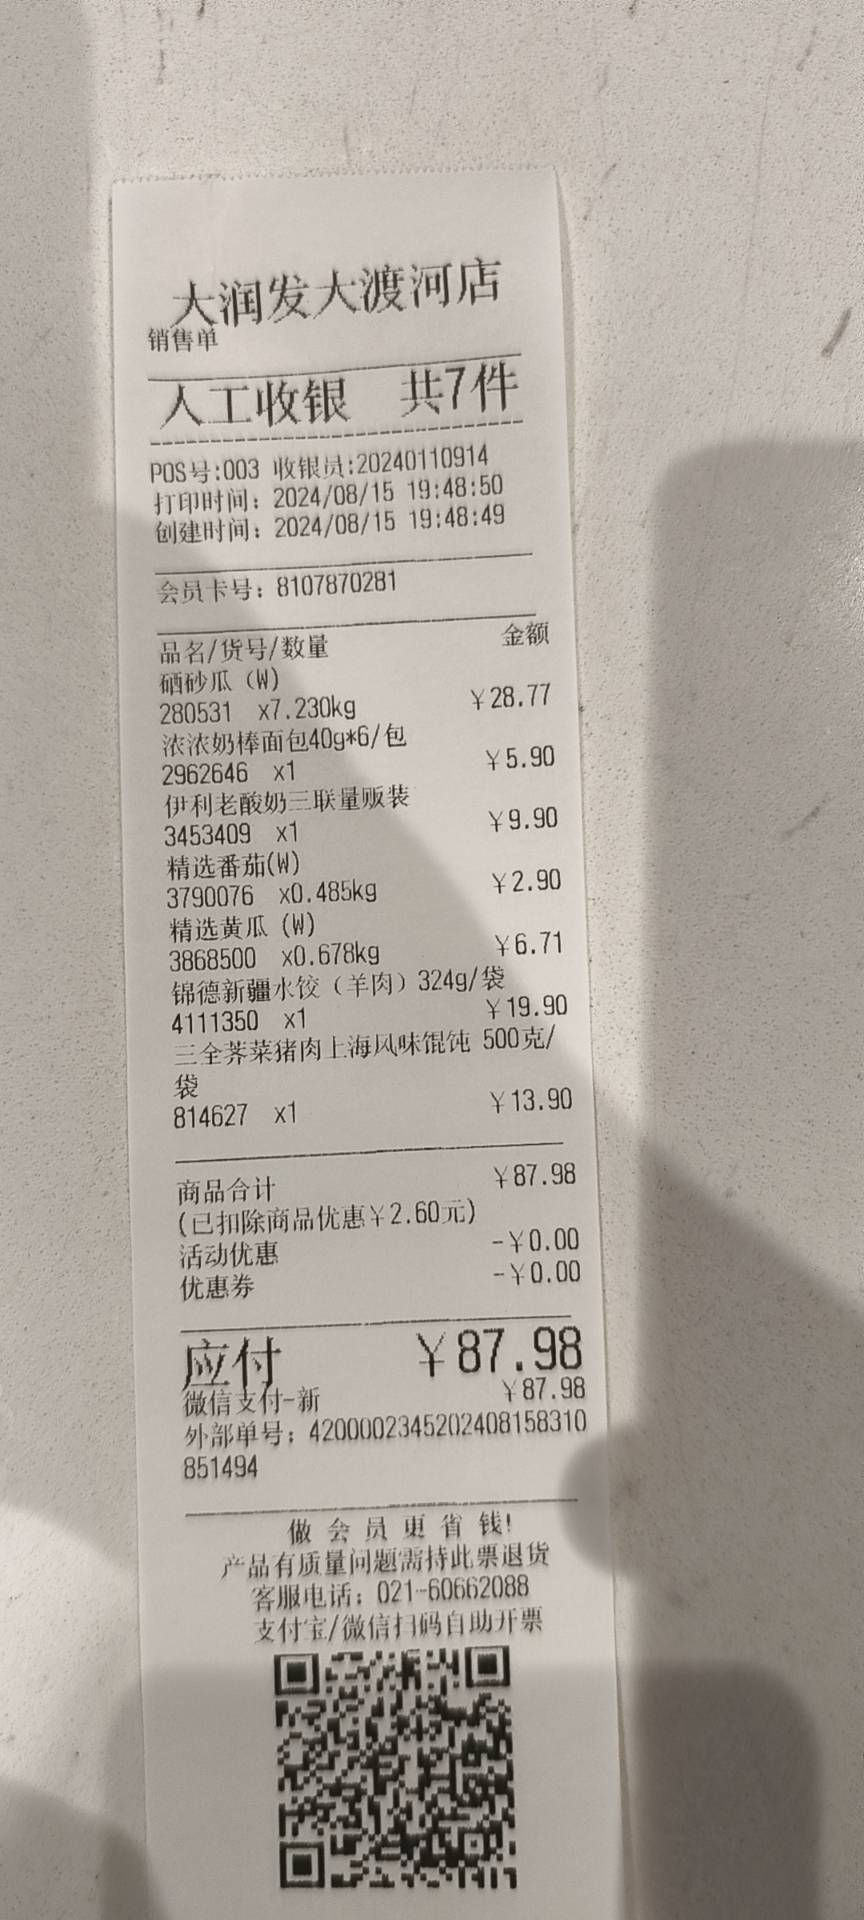 大润发大渡河店
销售单
人工收银 共7件
POS号:003 收银员:20240110914
打印时间: 2024/08/15 19:48:50
创建时间: 2024/08/15 19:48:49
会员卡号: 8107870281
品名/货号/数量 金额
硒砂瓜 (W)
280531 x7.230kg ￥28.77
浓浓奶棒面包40g*6/包
2962646 x1 ￥5.90
伊利老酸奶三联量贩装
3453409 x1 ￥9.90
精选番茄(W)
3790076 x0.485kg ￥2.90
精选黄瓜 (W)
3868500 x0.678kg ￥6.71
锦德新疆水饺（羊肉）324g/袋
4111350 x1 ￥19.90
三全荠菜猪肉上海风味馄饨 500克/
袋
814627 x1 ￥13.90
商品合计 ￥87.98
(已扣除商品优惠￥2.60元)
活动优惠 -￥0.00
优惠券 -￥0.00
应付 ￥87.98
微信支付-新 ￥87.98
外部单号: 4200002345202408158310
851494
做会员更省钱!
产品有质量问题需持此票退货
客服电话: 021-60662088
支付宝/微信扫码自助开票